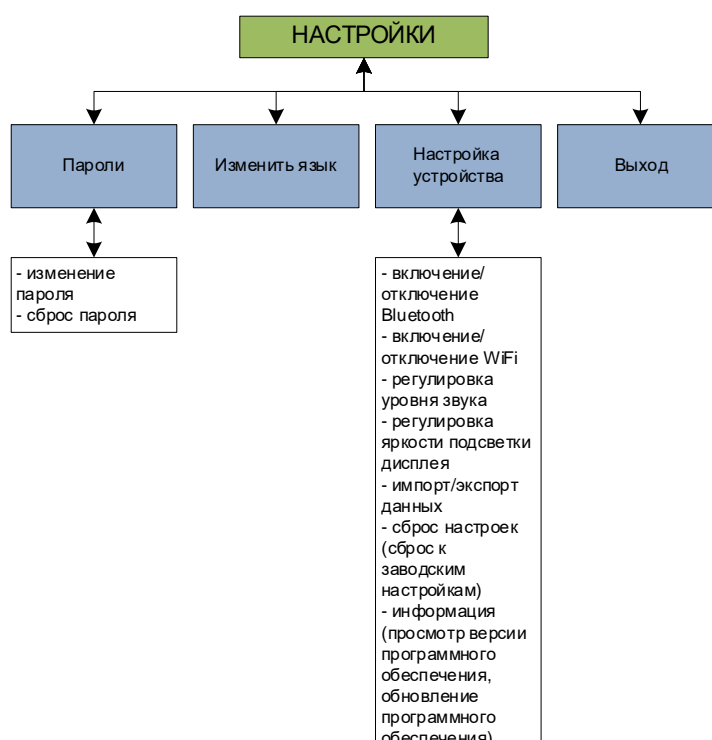 НАСТРОЙКИ
Пароли
Изменить язык
Настройка
устройства
Выход
- изменение
пароля
- сброс пароля
- включение/
отключение
Bluetooth
- включение/
отключение WiFi
- регулировка
уровня звука
- регулировка
яркости подсветки
дисплея
- импорт/экспорт
данных
- сброс настроек
(сброс к
заводским
настройкам)
- информация
(просмотр версии
программного
обеспечения,
обновление
программного
обеспечения)